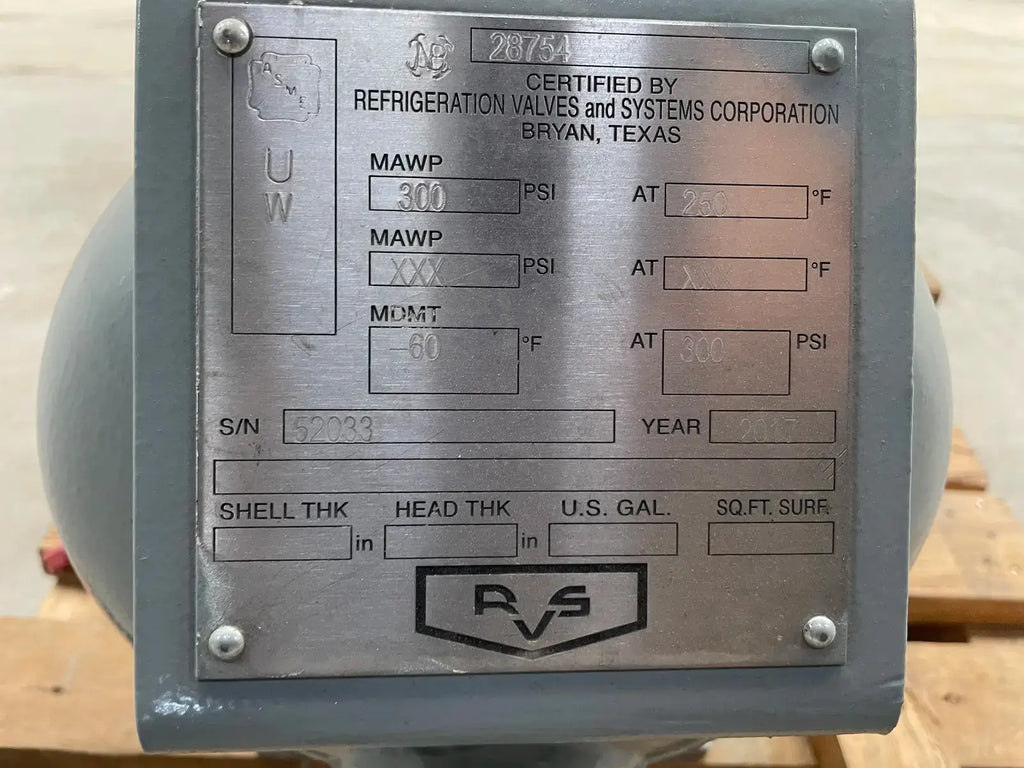 NB 28754
CERTIFIED BY
REFRIGERATION VALVES and SYSTEMS CORPORATION
BRYAN, TEXAS
ASME
U
W
MAWP
300 PSI AT 250 °F
MAWP
XXX PSI AT XXX °F
MDMT
-60 °F AT 300 PSI
S/N 52033 YEAR 2017
SHELL THK HEAD THK U.S. GAL. SQ.FT. SURF.
in in
RVS